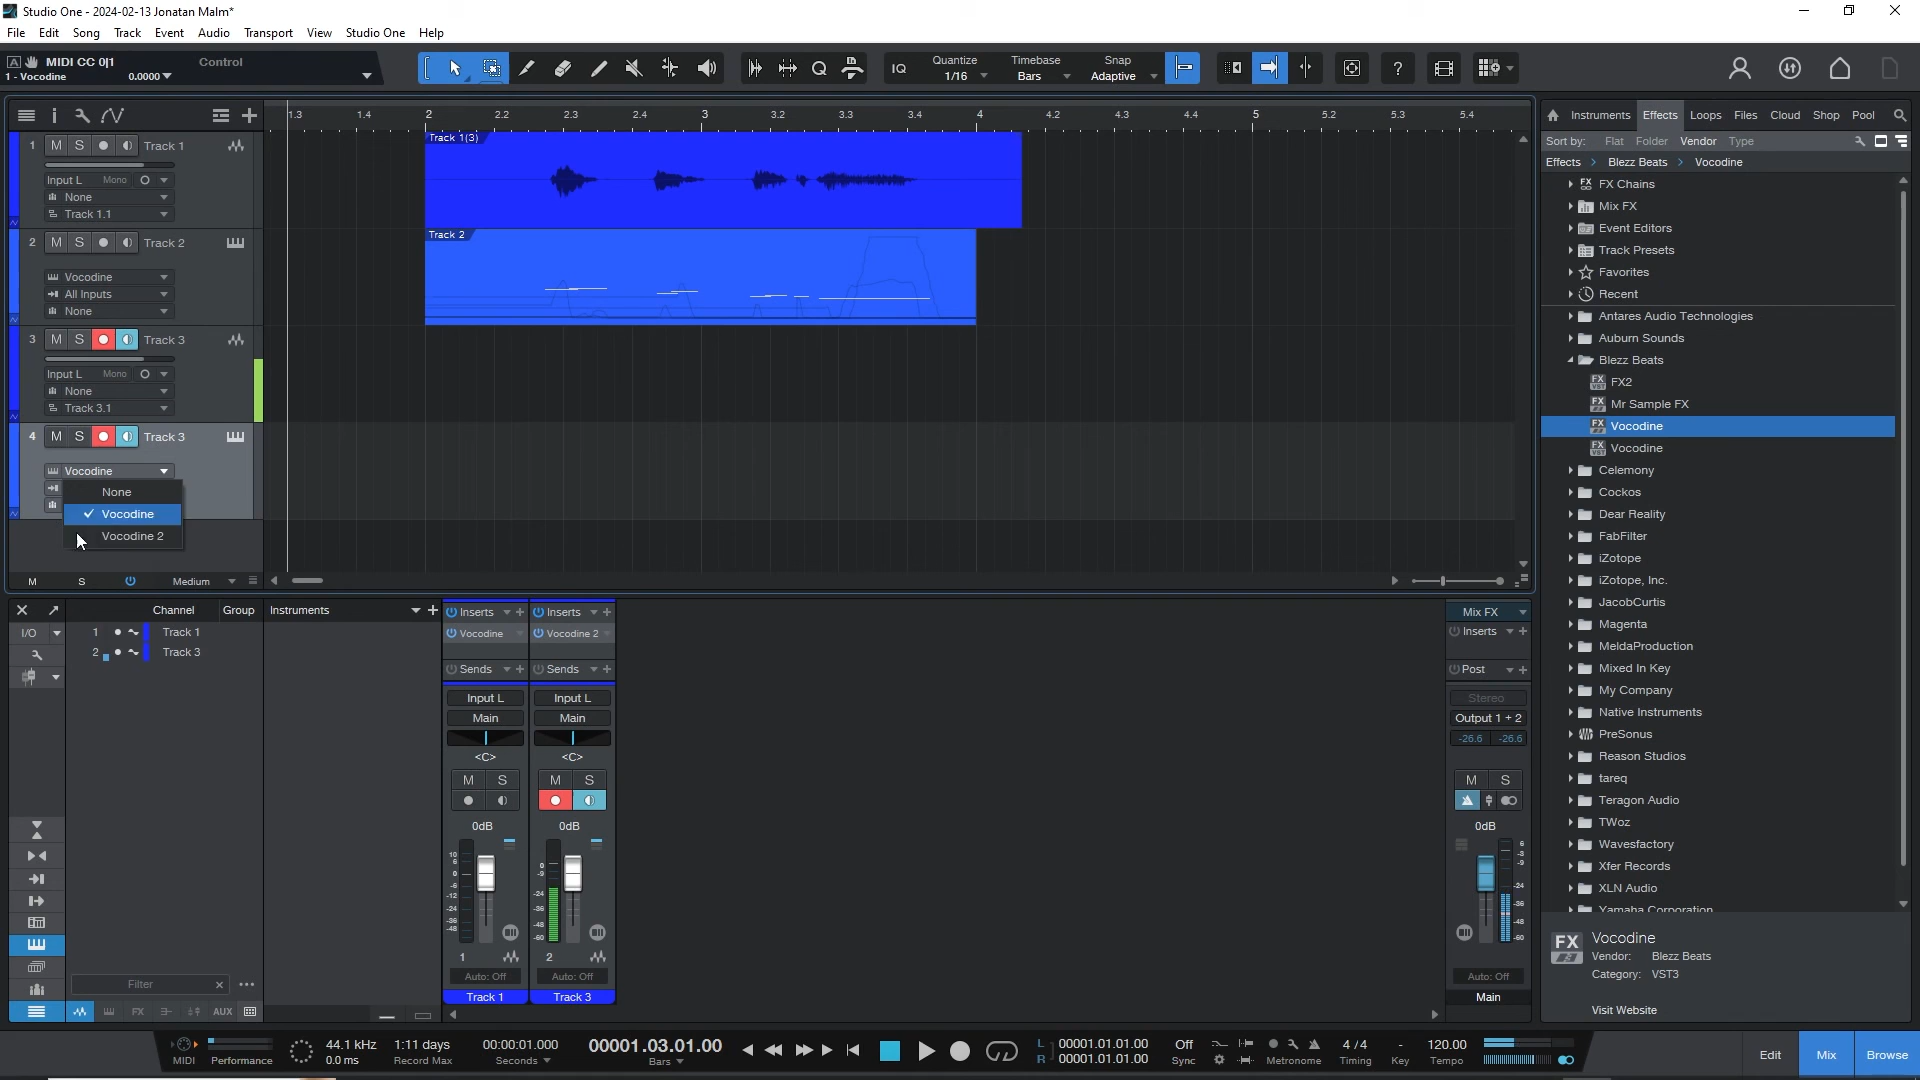 Studio One - 2024-02-13 Jonatan Malm*
File Edit Song Track Event Audio Transport View Studio One Help
A MIDI CC 0|1 Control
1 - Vocodine 0.0000
IQ Quantize 1/16 Timebase Bars Snap Adaptive ?
1.3 1.4 2 2.2 2.3 2.4 3 3.2 3.3 3.4 4 4.2 4.3 4.4 5 5.2 5.3 5.4
1 M S Track 1
Input L Mono
None
Track 1.1
Track 1(3)
2 M S Track 2
Vocodine
All Inputs
None
Track 2
3 M S Track 3
Input L Mono
None
Track 3.1
4 M S Track 3
Vocodine
None
Vocodine
Vocodine 2
M S Medium
Instruments Effects Loops Files Cloud Shop Pool
Sort by: Flat Folder Vendor Type
Effects > Blezz Beats > Vocodine
FX Chains
Mix FX
Event Editors
Track Presets
Favorites
Recent
Antares Audio Technologies
Auburn Sounds
Blezz Beats
FX2
Mr Sample FX
Vocodine
Vocodine
Celemony
Cockos
Dear Reality
FabFilter
iZotope
iZotope, Inc.
JacobCurtis
Magenta
MeldaProduction
Mixed In Key
My Company
Native Instruments
PreSonus
Reason Studios
tareq
Teragon Audio
TWoz
Wavesfactory
Xfer Records
XLN Audio
Yamaha Corporation
FX Vocodine
Vendor: Blezz Beats
Category: VST3
Visit Website
Channel Group Instruments
I/O
1 Track 1
2 Track 3
Filter
FX AUX
Inserts
Vocodine
Sends
Input L
Main
<C>
M S
0dB
1
Auto: Off
Track 1
Inserts
Vocodine 2
Sends
Input L
Main
<C>
M S
0dB
2
Auto: Off
Track 3
Mix FX
Inserts
Post
Stereo
Output 1 + 2
-26.6 -26.6
M S
0dB
Auto: Off
Main
MIDI Performance
44.1 kHz
0.0 ms
1:11 days
Record Max
00:00:01.000
Seconds
00001.03.01.00
Bars
L 00001.01.01.00
R 00001.01.01.00
Off
Sync
Metronome
4 / 4
Timing
-
Key
120.00
Tempo
Edit Mix Browse